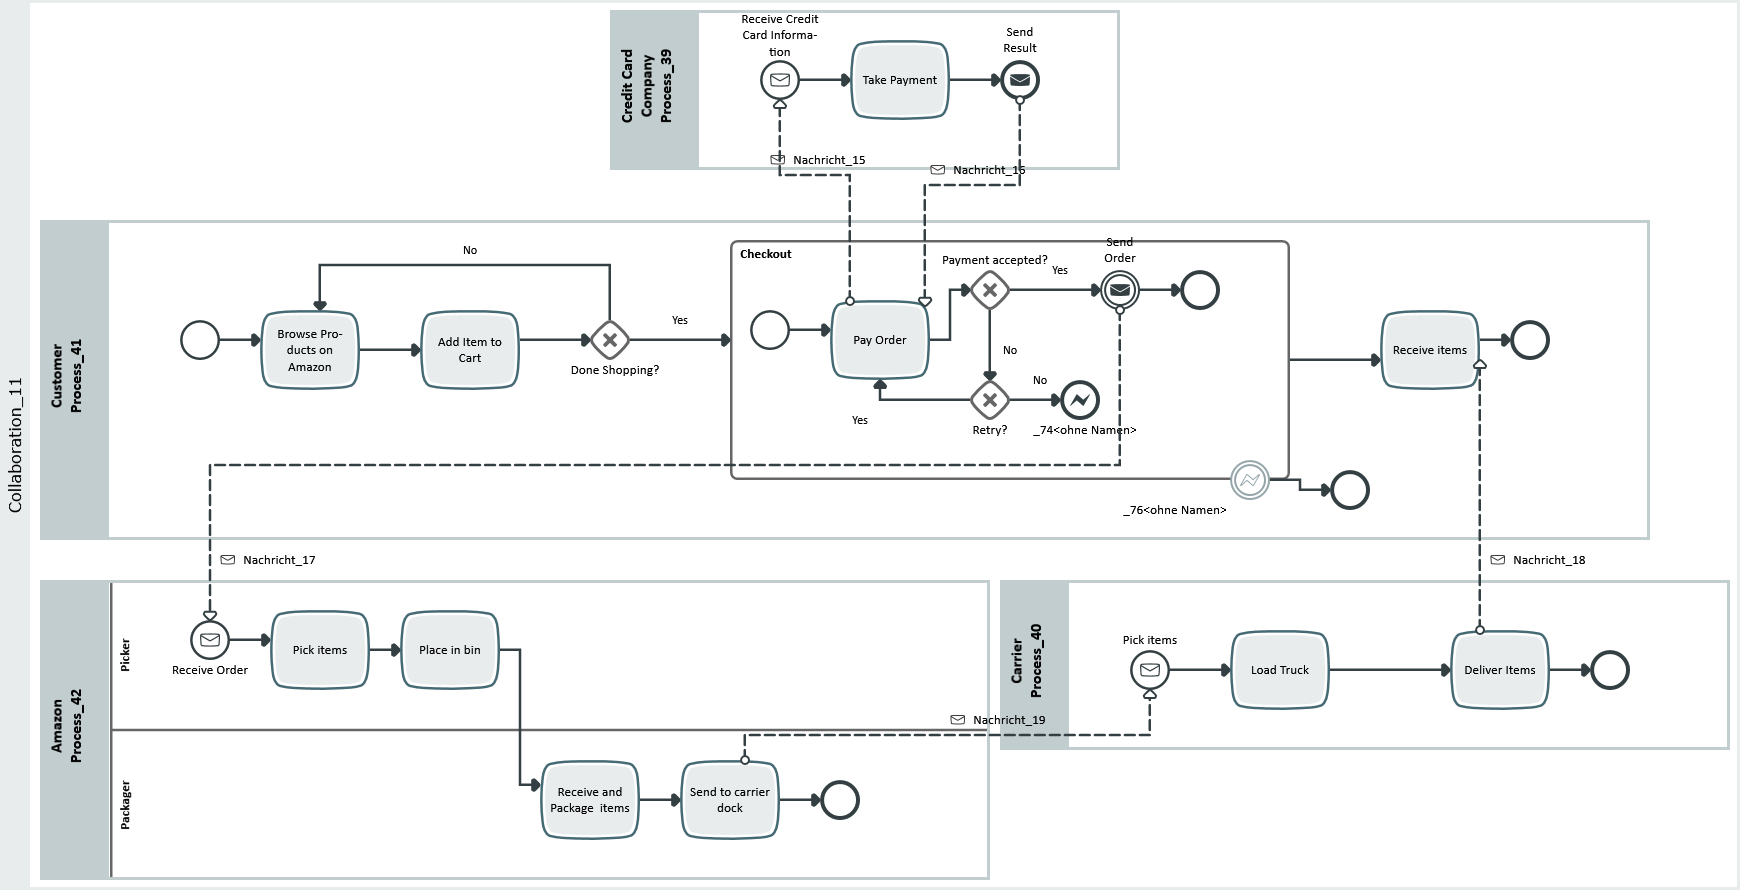 Collaboration_11
Credit Card
Company
Process_39
Receive Credit
Card Informa-
tion
Take Payment
Send
Result
Nachricht_15
Nachricht_16
Customer
Process_41
No
Browse Pro-
ducts on
Amazon
Add Item to
Cart
Done Shopping?
Yes
Checkout
Pay Order
Payment accepted?
Yes
Send
Order
No
Retry?
Yes
No
_74<ohne Namen>
_76<ohne Namen>
Receive items
Nachricht_17
Nachricht_18
Amazon
Process_42
Picker
Receive Order
Pick items
Place in bin
Packager
Receive and
Package  items
Send to carrier
dock
Nachricht_19
Carrier
Process_40
Pick items
Load Truck
Deliver Items